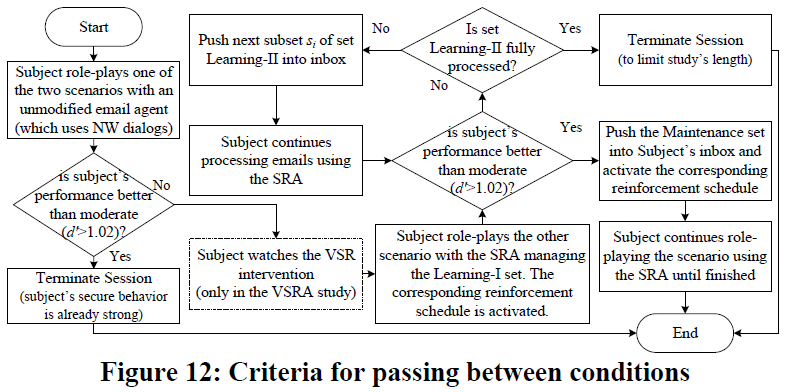 Start
Subject role-plays one of
the two scenarios with an
unmodified email agent
(which uses NW dialogs)
is subject's
performance better
than moderate
(d'>1.02)?
No
Yes
Terminate Session
(subject's secure behavior
is already strong)
Subject watches the VSR
intervention
(only in the VSRA study)
Subject role-plays the other
scenario with the SRA managing
the Learning-I set. The
corresponding reinforcement
schedule is activated.
is subject's
performance better
than moderate
(d'>1.02)?
No
Yes
Is set
Learning-II fully
processed?
No
Yes
Push next subset si of set
Learning-II into inbox
Subject continues
processing emails using
the SRA
Terminate Session
(to limit study's length)
Push the Maintenance set
into Subject's inbox and
activate the corresponding
reinforcement schedule
Subject continues role-
playing the scenario using
the SRA until finished
End
Figure 12: Criteria for passing between conditions